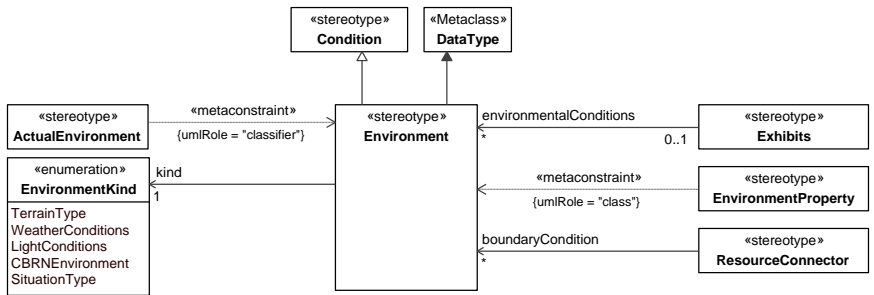 «stereotype»
Condition
«Metaclass»
DataType
«stereotype»
ActualEnvironment
«metaconstraint»
{umlRole = "classifier"}
«stereotype»
Environment
environmentalConditions
*
0..1
«stereotype»
Exhibits
«enumeration»
EnvironmentKind
TerrainType
WeatherConditions
LightConditions
CBRNEnvironment
SituationType
kind
1
«metaconstraint»
{umlRole = "class"}
«stereotype»
EnvironmentProperty
boundaryCondition
*
«stereotype»
ResourceConnector